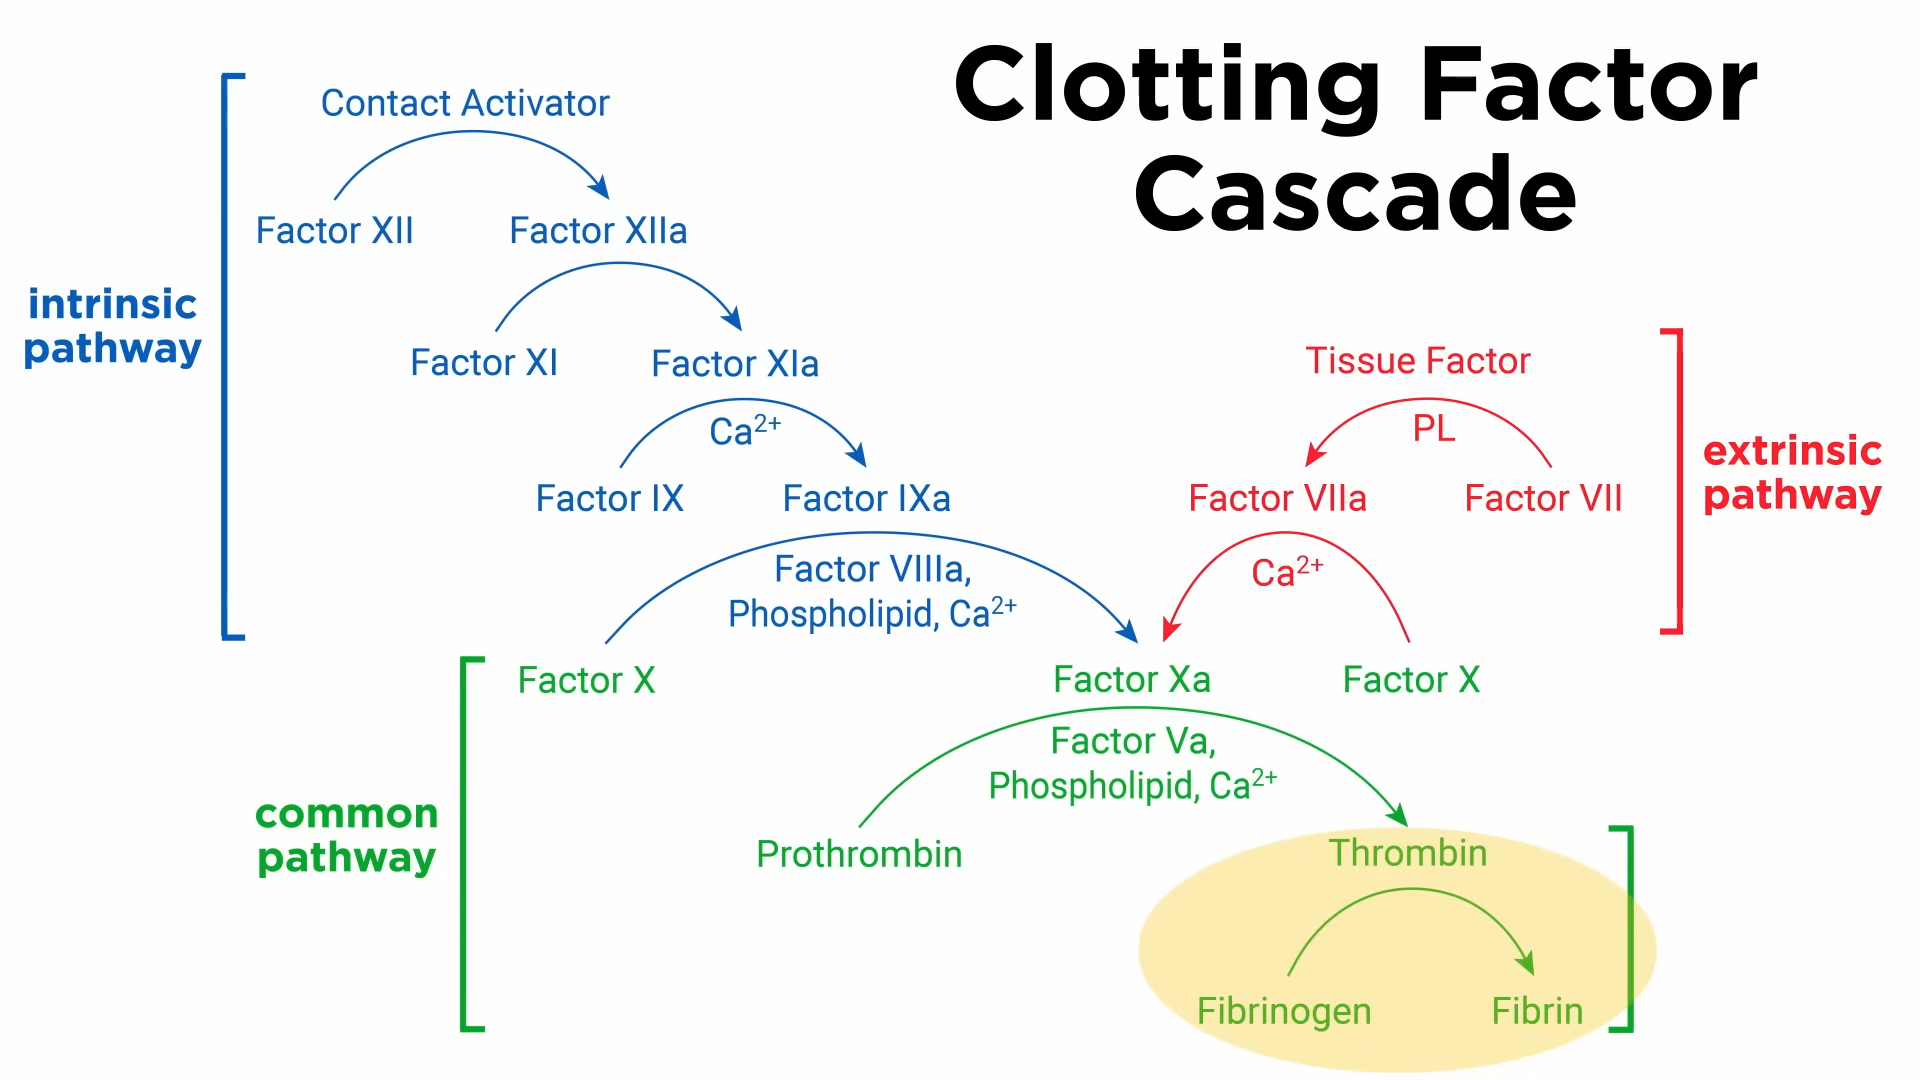 Clotting Factor
Cascade
Contact Activator
Factor XII
Factor XIIa
intrinsic
pathway
Factor XI
Factor XIa
Ca²⁺
Factor IX
Factor IXa
Factor VIIIa,
Phospholipid, Ca²⁺
Tissue Factor
PL
Factor VIIa
Factor VII
Ca²⁺
extrinsic
pathway
Factor X
Factor Xa
Factor X
Factor Va,
Phospholipid, Ca²⁺
common
pathway
Prothrombin
Thrombin
Fibrinogen
Fibrin